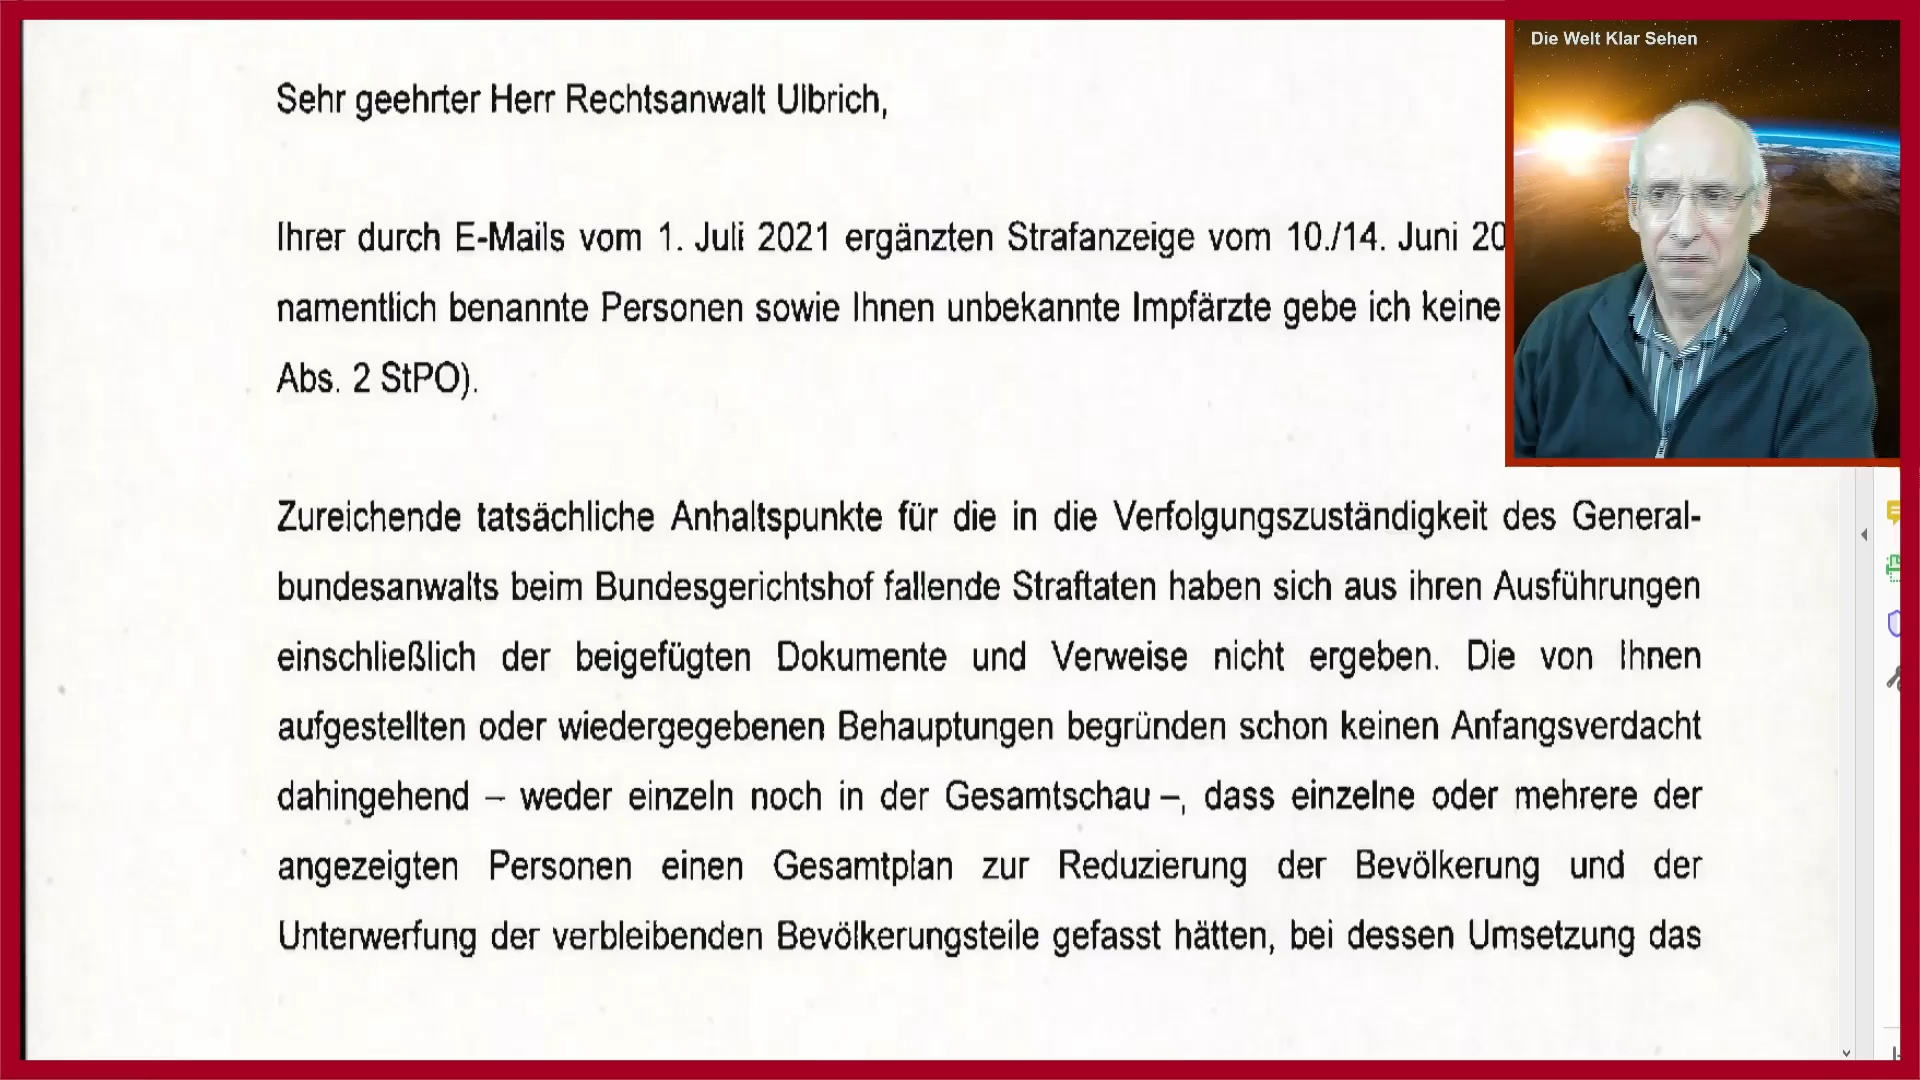 Die Welt Klar Sehen
Sehr geehrter Herr Rechtsanwalt Ulbrich,
Ihrer durch E-Mails vom 1. Juli 2021 ergänzten Strafanzeige vom 10./14. Juni 20
namentlich benannte Personen sowie Ihnen unbekannte Impfärzte gebe ich keine
Abs. 2 StPO).
Zureichende tatsächliche Anhaltspunkte für die in die Verfolgungszuständigkeit des General-
bundesanwalts beim Bundesgerichtshof fallende Straftaten haben sich aus ihren Ausführungen
einschließlich der beigefügten Dokumente und Verweise nicht ergeben. Die von Ihnen
aufgestellten oder wiedergegebenen Behauptungen begründen schon keinen Anfangsverdacht
dahingehend – weder einzeln noch in der Gesamtschau –, dass einzelne oder mehrere der
angezeigten Personen einen Gesamtplan zur Reduzierung der Bevölkerung und der
Unterwerfung der verbleibenden Bevölkerungsteile gefasst hätten, bei dessen Umsetzung das